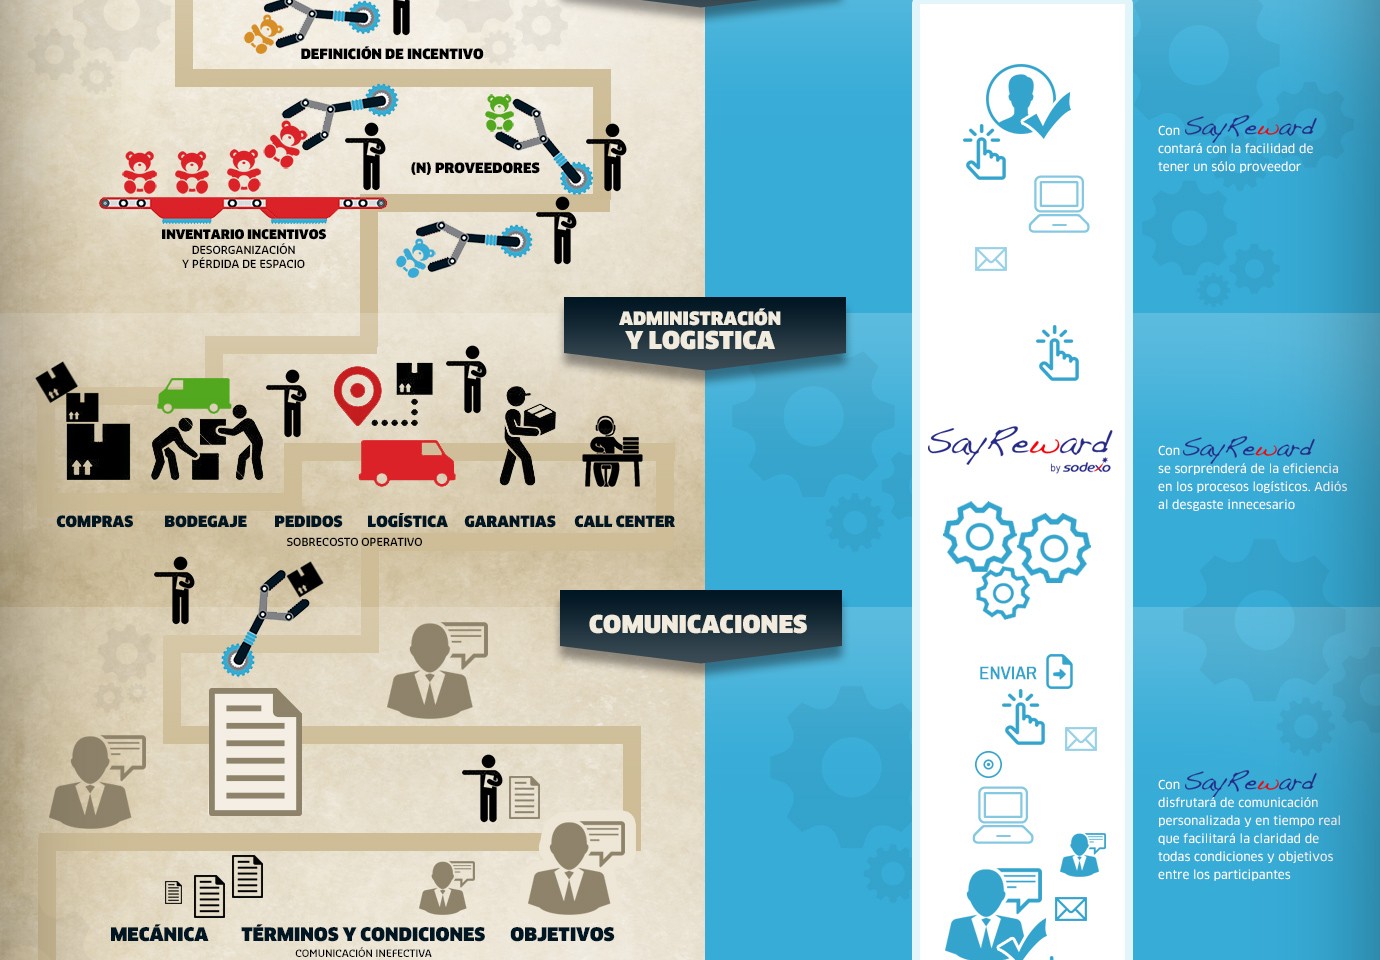 DEFINICIÓN DE INCENTIVO
(N) PROVEEDORES
INVENTARIO INCENTIVOS
DESORGANIZACIÓN
Y PÉRDIDA DE ESPACIO
Con SayReward
contará con la facilidad de
tener un sólo proveedor
ADMINISTRACIÓN
Y LOGISTICA
COMPRAS
BODEGAJE
PEDIDOS
LOGÍSTICA
GARANTIAS
CALL CENTER
SOBRECOSTO OPERATIVO
SayReward
by sodexo
Con SayReward
se sorprenderá de la eficiencia
en los procesos logísticos. Adiós
al desgaste innecesario
COMUNICACIONES
ENVIAR
MECÁNICA
TÉRMINOS Y CONDICIONES
OBJETIVOS
COMUNICACIÓN INEFECTIVA
Con SayReward
disfrutará de comunicación
personalizada y en tiempo real
que facilitará la claridad de
todas condiciones y objetivos
entre los participantes